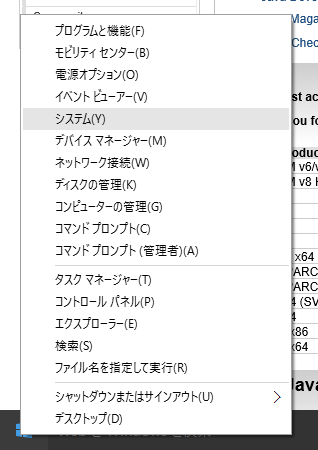 プログラムと機能(F)
モビリティ センター(B)
電源オプション(O)
イベント ビューアー(V)
システム(Y)
デバイス マネージャー(M)
ネットワーク接続(W)
ディスクの管理(K)
コンピューターの管理(G)
コマンド プロンプト(C)
コマンド プロンプト (管理者)(A)
タスク マネージャー(T)
コントロール パネル(P)
エクスプローラー(E)
検索(S)
ファイル名を指定して実行(R)
シャットダウンまたはサインアウト(U)
デスクトップ(D)
Maga
Chec
st ac
u fo
oduc
v6/
v8
x64
/ARC
/ARC
(SV
x86
x64
Java